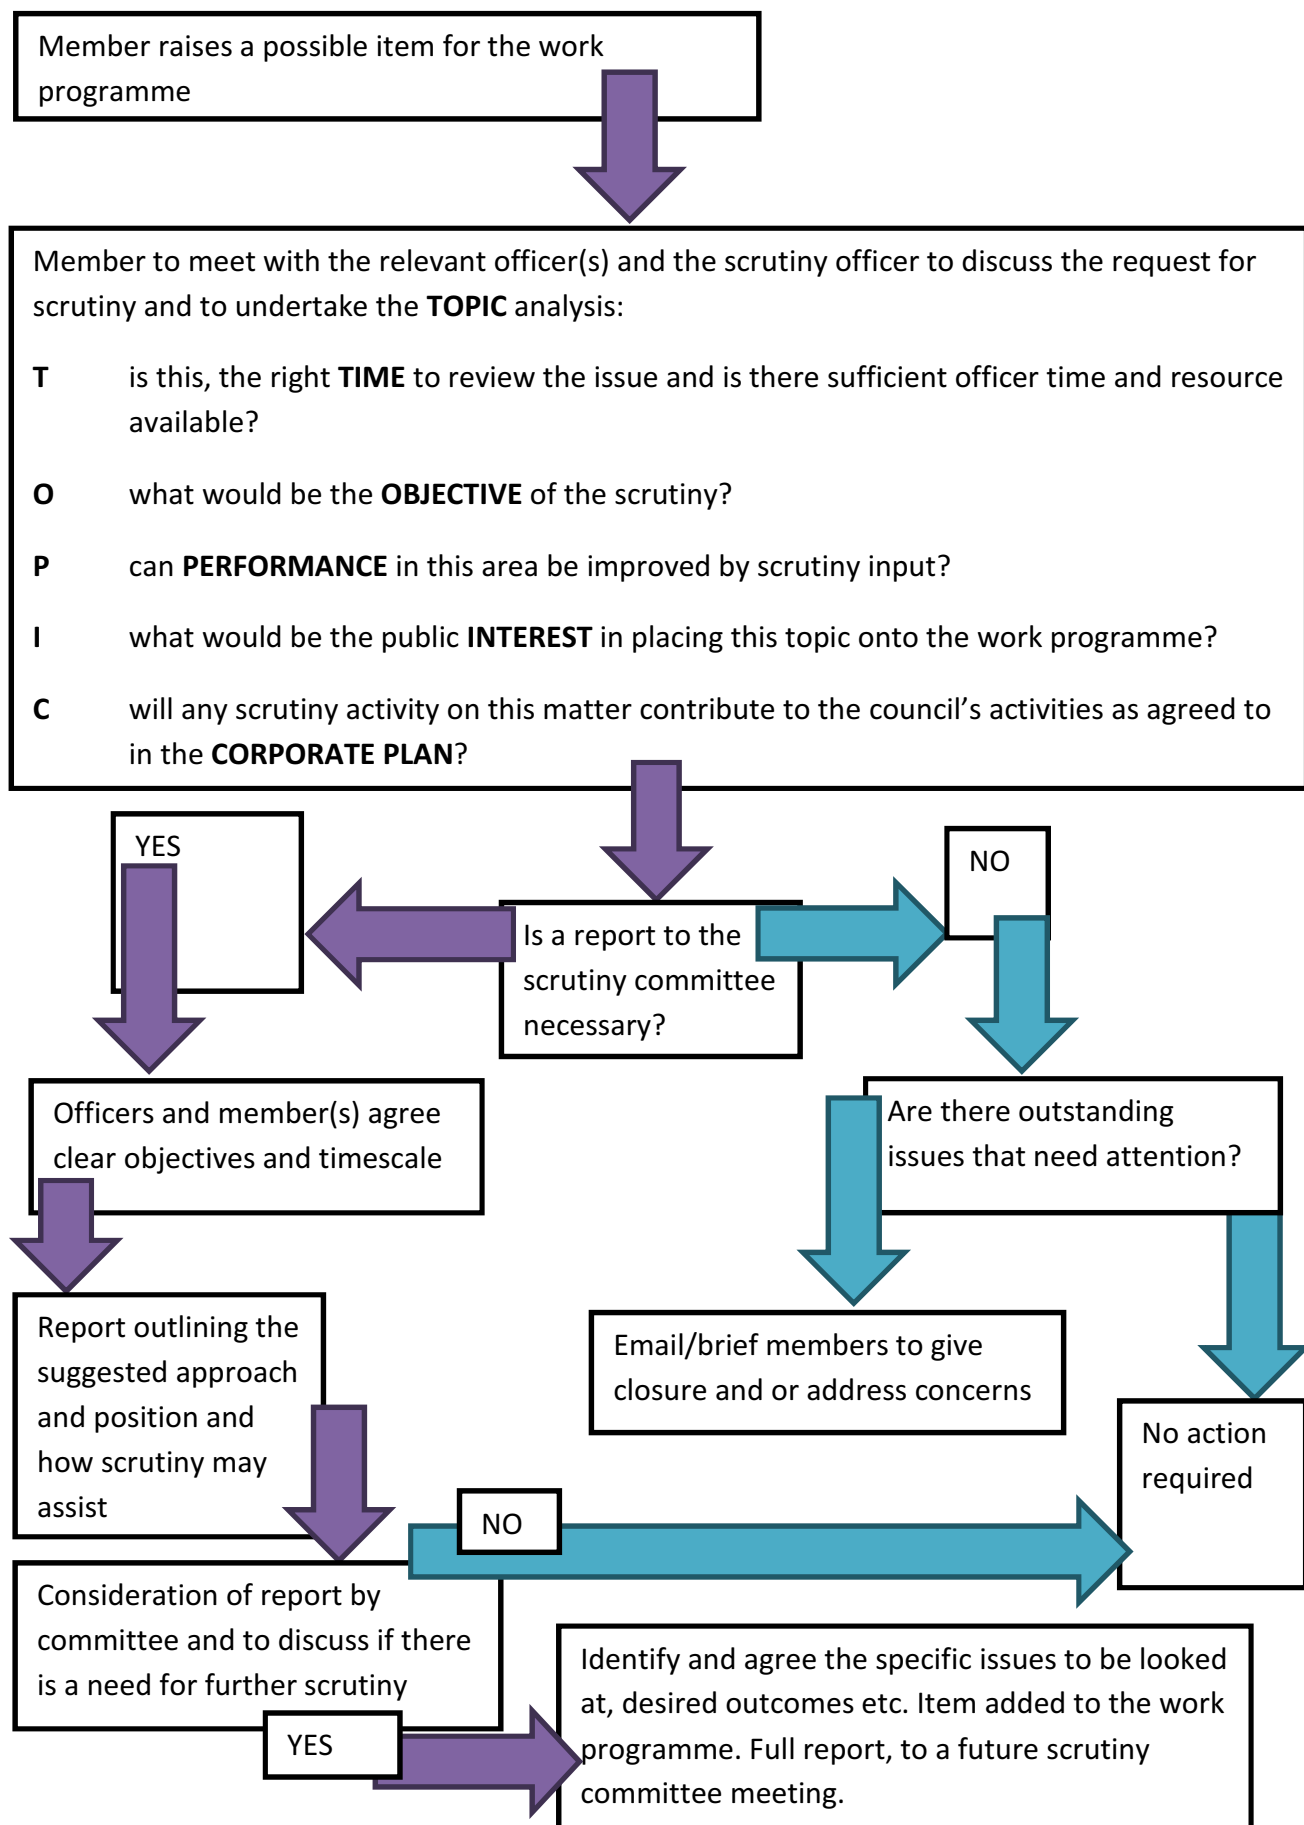 Member raises a possible item for the work
programme
Member to meet with the relevant officer(s) and the scrutiny officer to discuss the request for
scrutiny and to undertake the TOPIC analysis:
T is this, the right TIME to review the issue and is there sufficient officer time and resource
available?
O what would be the OBJECTIVE of the scrutiny?
P can PERFORMANCE in this area be improved by scrutiny input?
I what would be the public INTEREST in placing this topic onto the work programme?
C will any scrutiny activity on this matter contribute to the council’s activities as agreed to
in the CORPORATE PLAN?
YES
NO
Is a report to the
scrutiny committee
necessary?
Officers and member(s) agree
clear objectives and timescale
Are there outstanding
issues that need attention?
Report outlining the
suggested approach
and position and
how scrutiny may
assist
Email/brief members to give
closure and or address concerns
No action
required
NO
Consideration of report by
committee and to discuss if there
is a need for further scrutiny
YES
Identify and agree the specific issues to be looked
at, desired outcomes etc. Item added to the work
programme. Full report, to a future scrutiny
committee meeting.